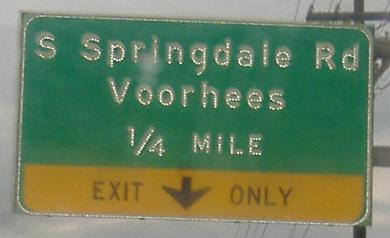 S Springdale Rd
Voorhees
1/4 MILE
EXIT ONLY